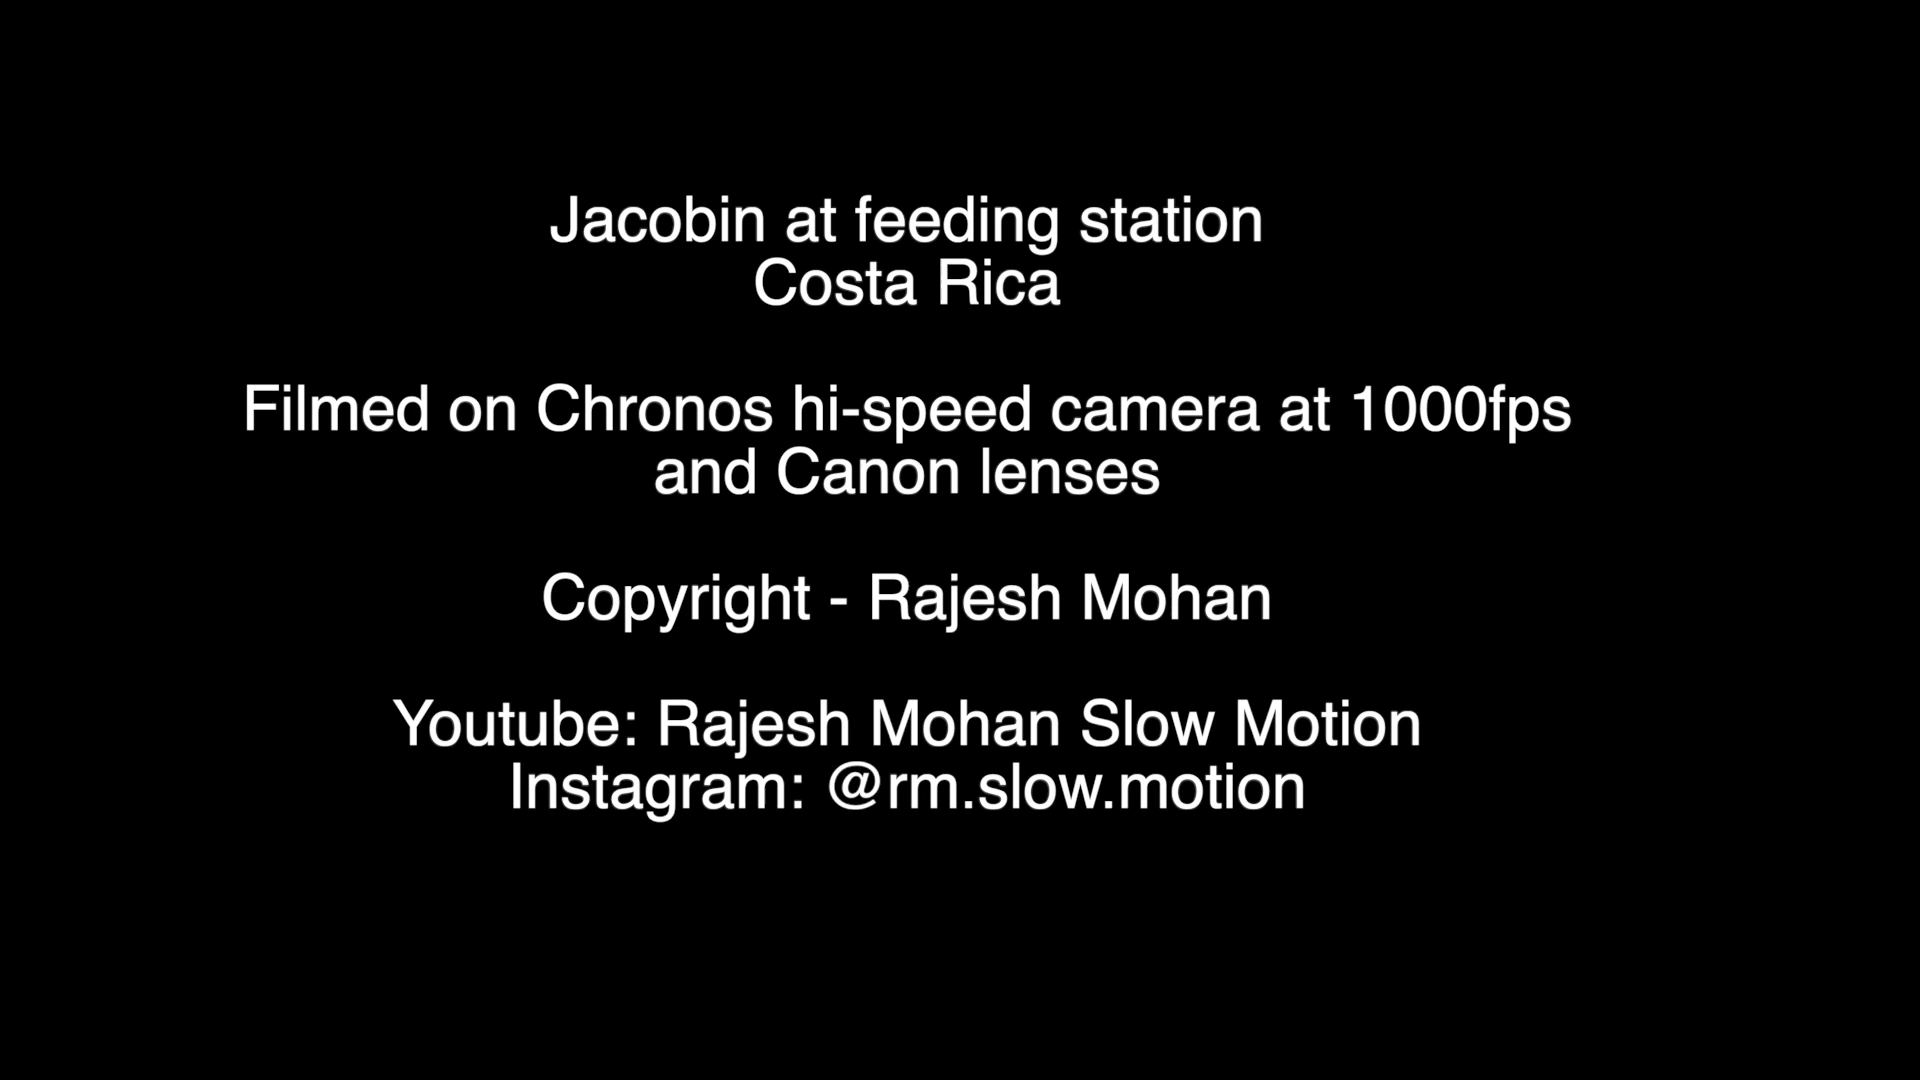 Jacobin at feeding station
Costa Rica
Filmed on Chronos hi-speed camera at 1000fps
and Canon lenses
Copyright - Rajesh Mohan
Youtube: Rajesh Mohan Slow Motion
Instagram: @rm.slow.motion